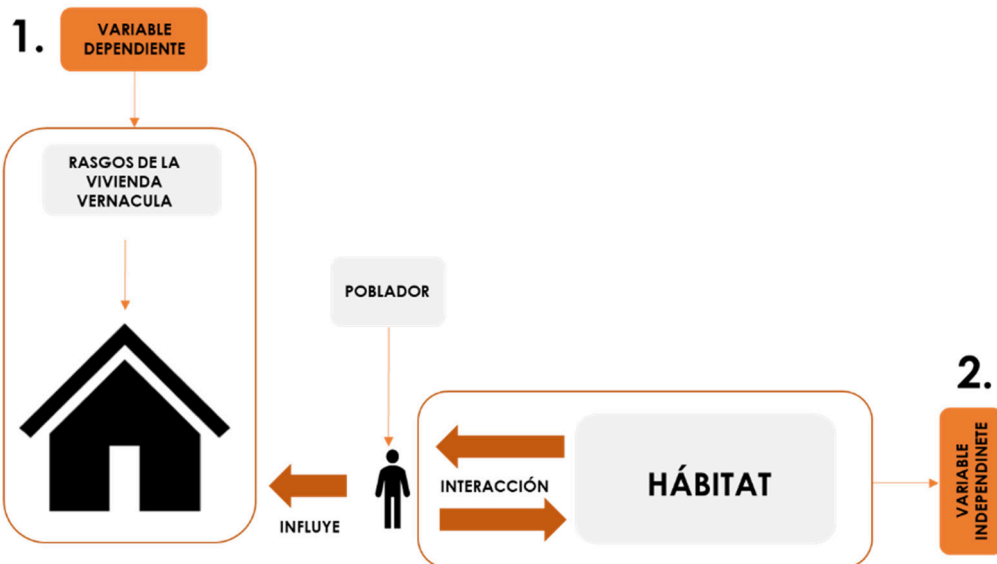 1.
VARIABLE
DEPENDIENTE
RASGOS DE LA
VIVIENDA
VERNACULA
POBLADOR
INFLUYE
INTERACCIÓN
HÁBITAT
2.
VARIABLE
INDEPENDINETE